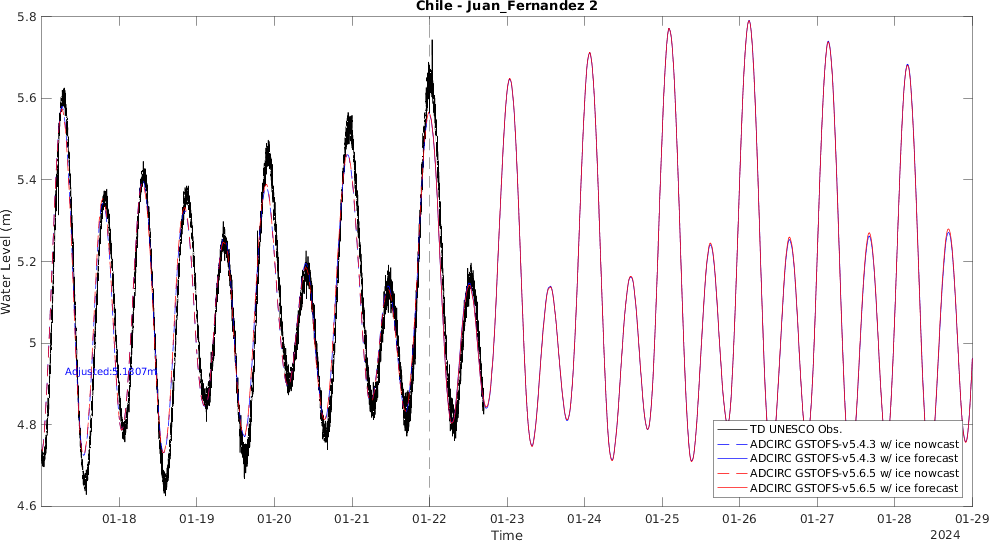 Chile - Juan_Fernandez 2
Water Level (m)
5.8
5.6
5.4
5.2
5
4.8
4.6
Adjusted:5.1307m
TD UNESCO Obs.
ADCIRC GSTOFS-v5.4.3 w/ ice nowcast
ADCIRC GSTOFS-v5.4.3 w/ ice forecast
ADCIRC GSTOFS-v5.6.5 w/ ice nowcast
ADCIRC GSTOFS-v5.6.5 w/ ice forecast
01-18 01-19 01-20 01-21 01-22 01-23 01-24 01-25 01-26 01-27 01-28 01-29
Time
2024